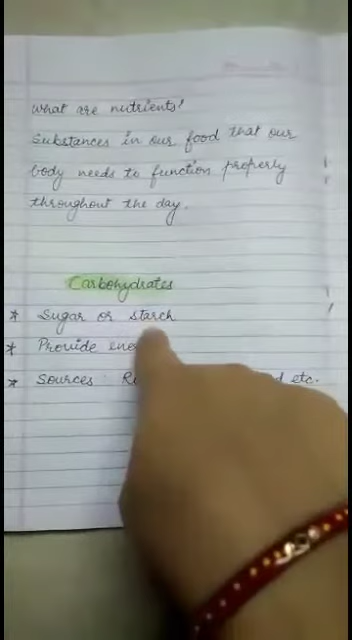 what are nutrients'
Substances in our food that our
body needs to function properly
throughout the day.
Carbohydrates
* Sugar or starch
* Provide
* Sources : etc.